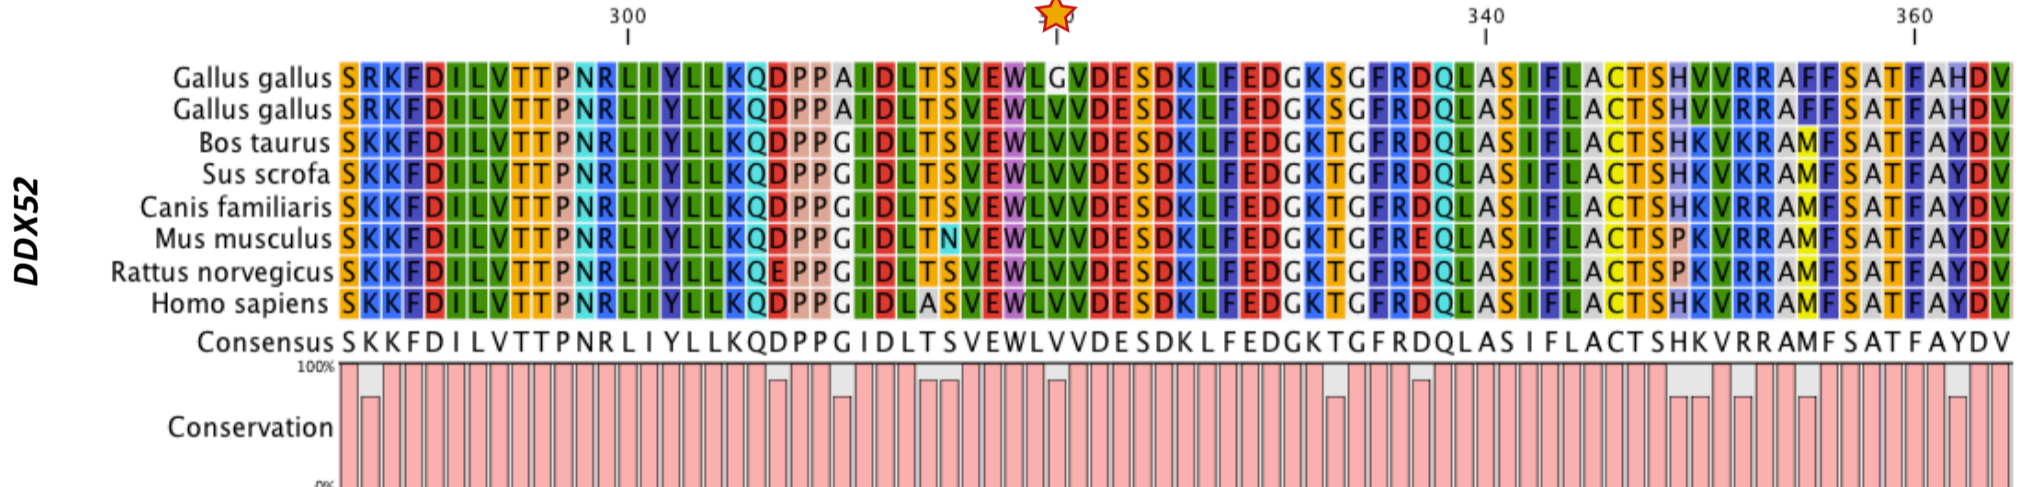 300 340 360
Gallus gallus SRKFDILVTTPNRLIYLLKQDPPAIDLTSVEWLGVDESDKLFEDGKSGFRDQLASIFLACTSHVVRRAFFSATFAHDV
Gallus gallus SRKFDILVTTPNRLIYLLKQDPPAIDLTSVEWLVVDESDKLFEDGKSGFRDQLASIFLACTSHVVRRAFFSATFAHDV
Bos taurus SKKFDILVTTPNRLIYLLKQDPPGIDLTSVEWLVVDESDKLFEDGKTGFRDQLASIFLACTSHKVKRAMFSATFAYDV
Sus scrofa SKKFDILVTTPNRLIYLLKQDPPGIDLTSVEWLVVDESDKLFEDGKTGFRDQLASIFLACTSHKVKRAMFSATFAYDV
Canis familiaris SKKFDILVTTPNRLIYLLKQDPPGIDLTSVEWLVVDESDKLFEDGKTGFRDQLASIFLACTSHKVRRAMFSATFAYDV
Mus musculus SKKFDILVTTPNRLIYLLKQDPPGIDLTNVEWLVVDESDKLFEDGKTGFREQLASIFLACTSPKVRRAMFSATFAYDV
Rattus norvegicus SKKFDILVTTPNRLIYLLKQEPPGIDLTSVEWLVVDESDKLFEDGKTGFRDQLASIFLACTSPKVRRAMFSATFAYDV
Homo sapiens SKKFDILVTTPNRLIYLLKQDPPGIDLASVEWLVVDESDKLFEDGKTGFRDQLASIFLACTSHKVRRAMFSATFAYDV
Consensus SKKFDILVTTPNRLIYLLKQDPPGIDLTSVEWLVVDESDKLFEDGKTGFRDQLASIFLACTSHKVRRAMFSATFAYDV
100%
Conservation
0%
DDX52